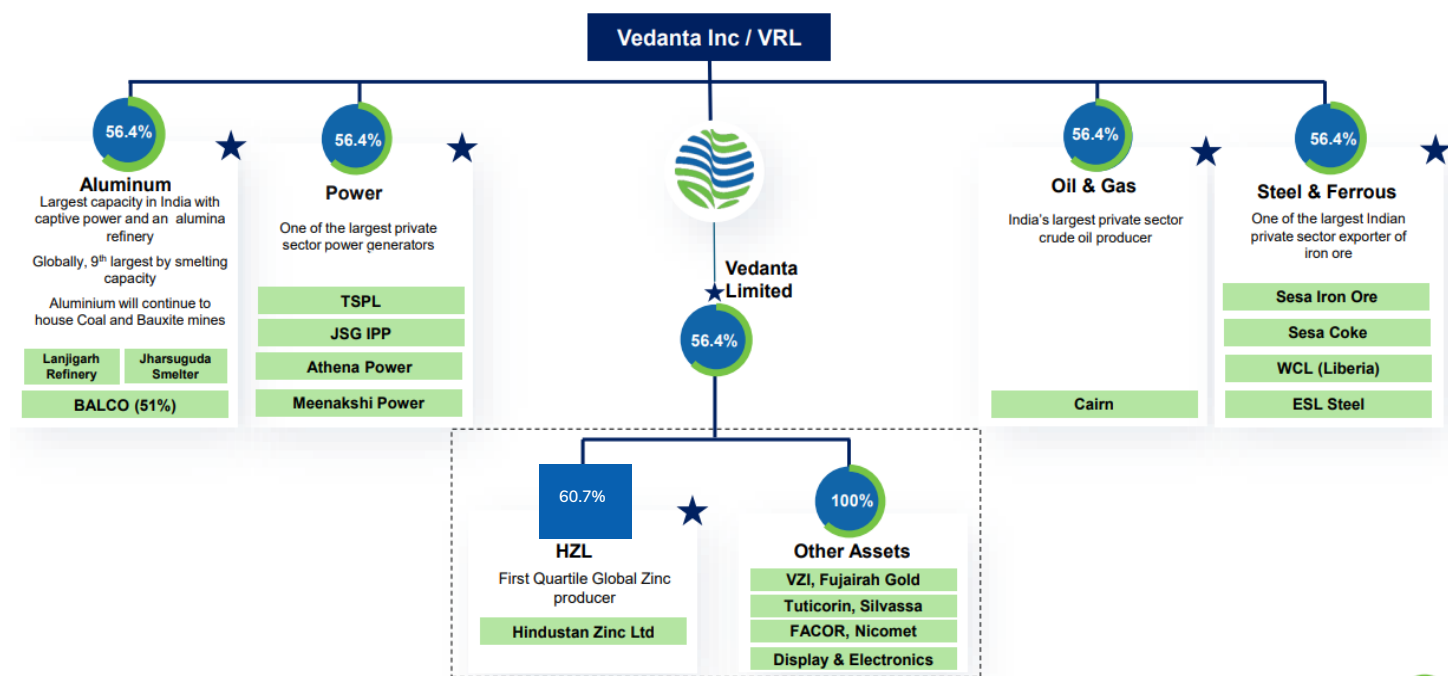 Vedanta Inc / VRL
56.4%
Aluminum
Largest capacity in India with
captive power and an alumina
refinery
Globally, 9th largest by smelting
capacity
Aluminium will continue to
house Coal and Bauxite mines
Lanjigarh
Refinery
Jharsuguda
Smelter
BALCO (51%)
56.4%
Power
One of the largest private
sector power generators
TSPL
JSG IPP
Athena Power
Meenakshi Power
Vedanta
Limited
56.4%
56.4%
Oil & Gas
India's largest private sector
crude oil producer
Cairn
56.4%
Steel & Ferrous
One of the largest Indian
private sector exporter of
iron ore
Sesa Iron Ore
Sesa Coke
WCL (Liberia)
ESL Steel
60.7%
HZL
First Quartile Global Zinc
producer
Hindustan Zinc Ltd
100%
Other Assets
VZI, Fujairah Gold
Tuticorin, Silvassa
FACOR, Nicomet
Display & Electronics